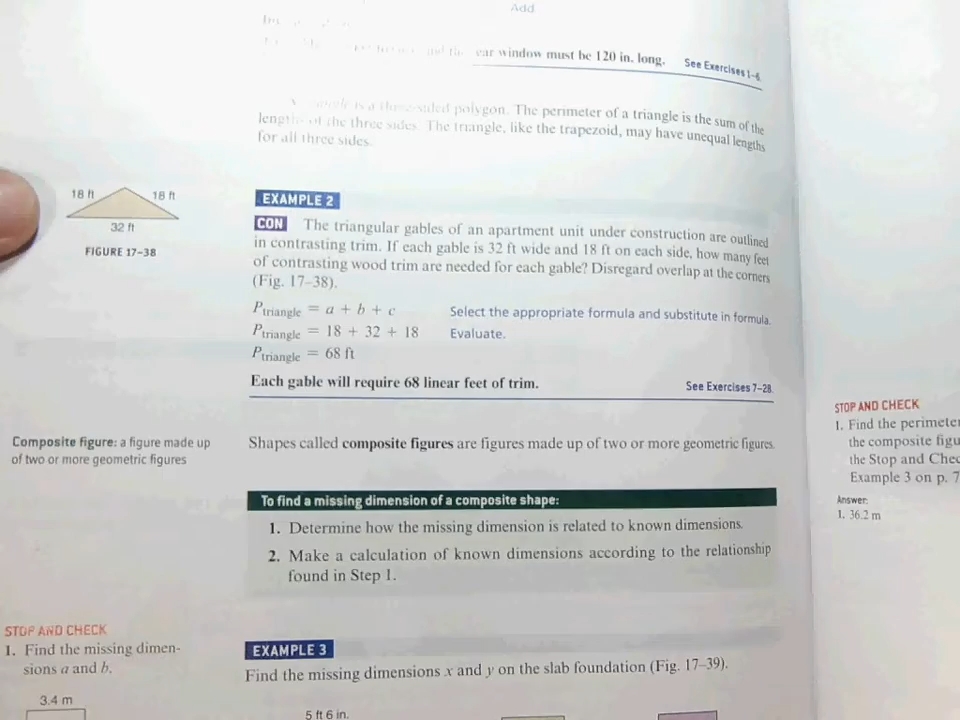 Add
window must be 120 in. long. See Exercises 1–6.
is a three-sided polygon. The perimeter of a triangle is the sum of the
lengths of the three sides. The triangle, like the trapezoid, may have unequal lengths
for all three sides.
18 ft
18 ft
32 ft
FIGURE 17–38
EXAMPLE 2
CON The triangular gables of an apartment unit under construction are outlined
in contrasting trim. If each gable is 32 ft wide and 18 ft on each side, how many feet
of contrasting wood trim are needed for each gable? Disregard overlap at the corners
(Fig. 17–38).
Ptriangle = a + b + c Select the appropriate formula and substitute in formula.
Ptriangle = 18 + 32 + 18 Evaluate.
Ptriangle = 68 ft
Each gable will require 68 linear feet of trim. See Exercises 7–28.
Composite figure: a figure made up
of two or more geometric figures
Shapes called composite figures are figures made up of two or more geometric figures.
To find a missing dimension of a composite shape:
1. Determine how the missing dimension is related to known dimensions.
2. Make a calculation of known dimensions according to the relationship
found in Step 1.
STOP AND CHECK
1. Find the missing dimen-
sions a and b.
3.4 m
EXAMPLE 3
Find the missing dimensions x and y on the slab foundation (Fig. 17–39).
5 ft 6 in.
STOP AND CHECK
1. Find the perimeter
the composite figu
the Stop and Chec
Example 3 on p. 7
Answer:
1. 36.2 m